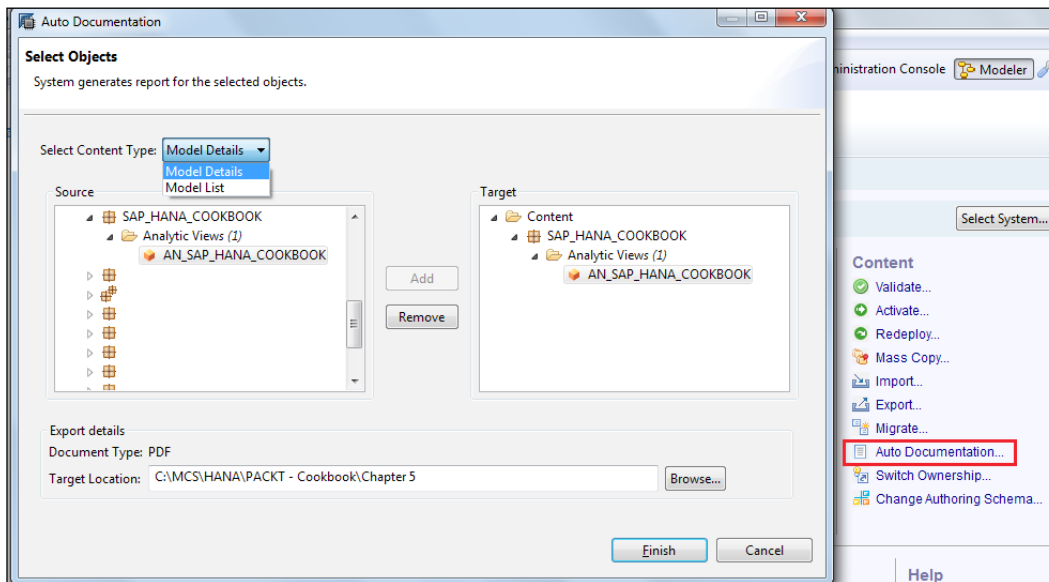 Auto Documentation
Select Objects
System generates report for the selected objects.
Select Content Type: Model Details
Model Details
Model List
Source
SAP_HANA_COOKBOOK
Analytic Views (1)
AN_SAP_HANA_COOKBOOK
Add
Remove
Target
Content
SAP_HANA_COOKBOOK
Analytic Views (1)
AN_SAP_HANA_COOKBOOK
Export details
Document Type: PDF
Target Location: C:\MCS\HANA\PACKT - Cookbook\Chapter 5
Browse...
Finish
Cancel
ninistration Console
Modeler
Select System...
Content
Validate...
Activate...
Redeploy...
Mass Copy...
Import...
Export...
Migrate...
Auto Documentation...
Switch Ownership...
Change Authoring Schema...
Help